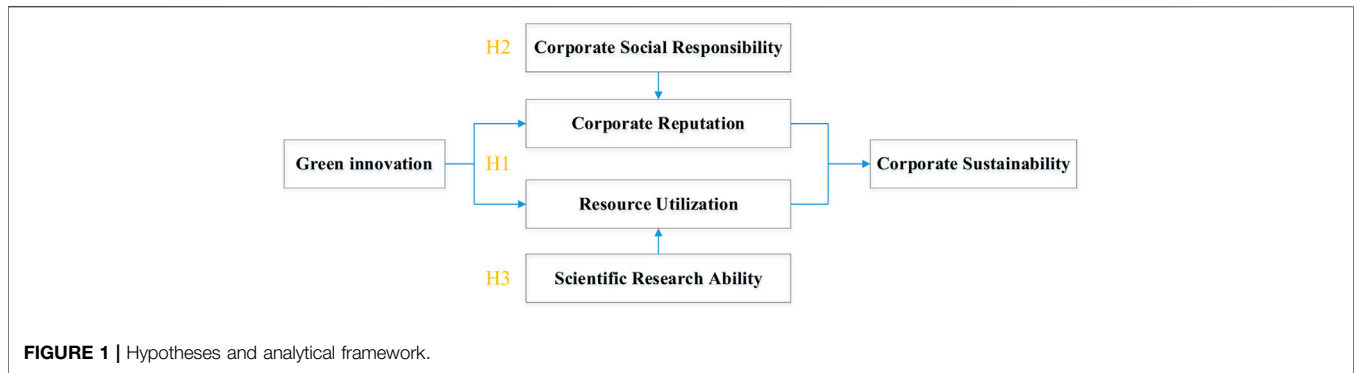 H2 Corporate Social Responsibility
Corporate Reputation
Green innovation H1 Corporate Sustainability
Resource Utilization
H3 Scientific Research Ability
FIGURE 1 | Hypotheses and analytical framework.